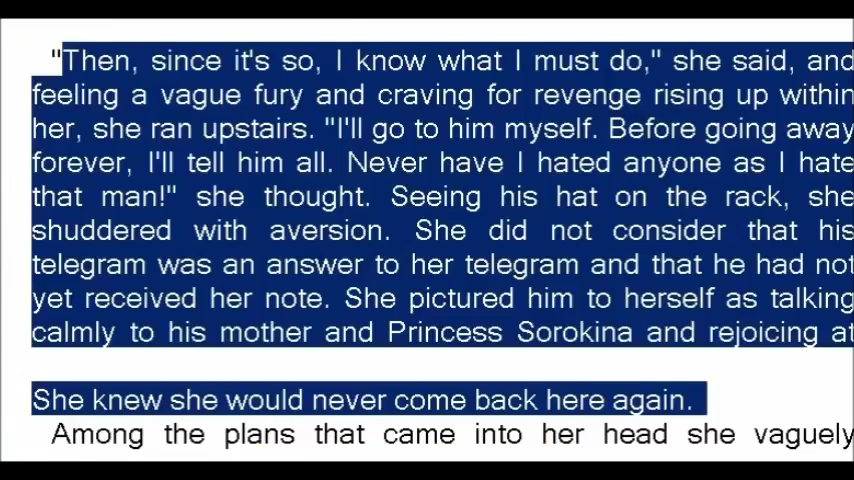 "Then, since it's so, I know what I must do," she said, and
feeling a vague fury and craving for revenge rising up within
her, she ran upstairs. "I'll go to him myself. Before going away
forever, I'll tell him all. Never have I hated anyone as I hate
that man!" she thought. Seeing his hat on the rack, she
shuddered with aversion. She did not consider that his
telegram was an answer to her telegram and that he had not
yet received her note. She pictured him to herself as talking
calmly to his mother and Princess Sorokina and rejoicing at
She knew she would never come back here again.
Among the plans that came into her head she vaguely